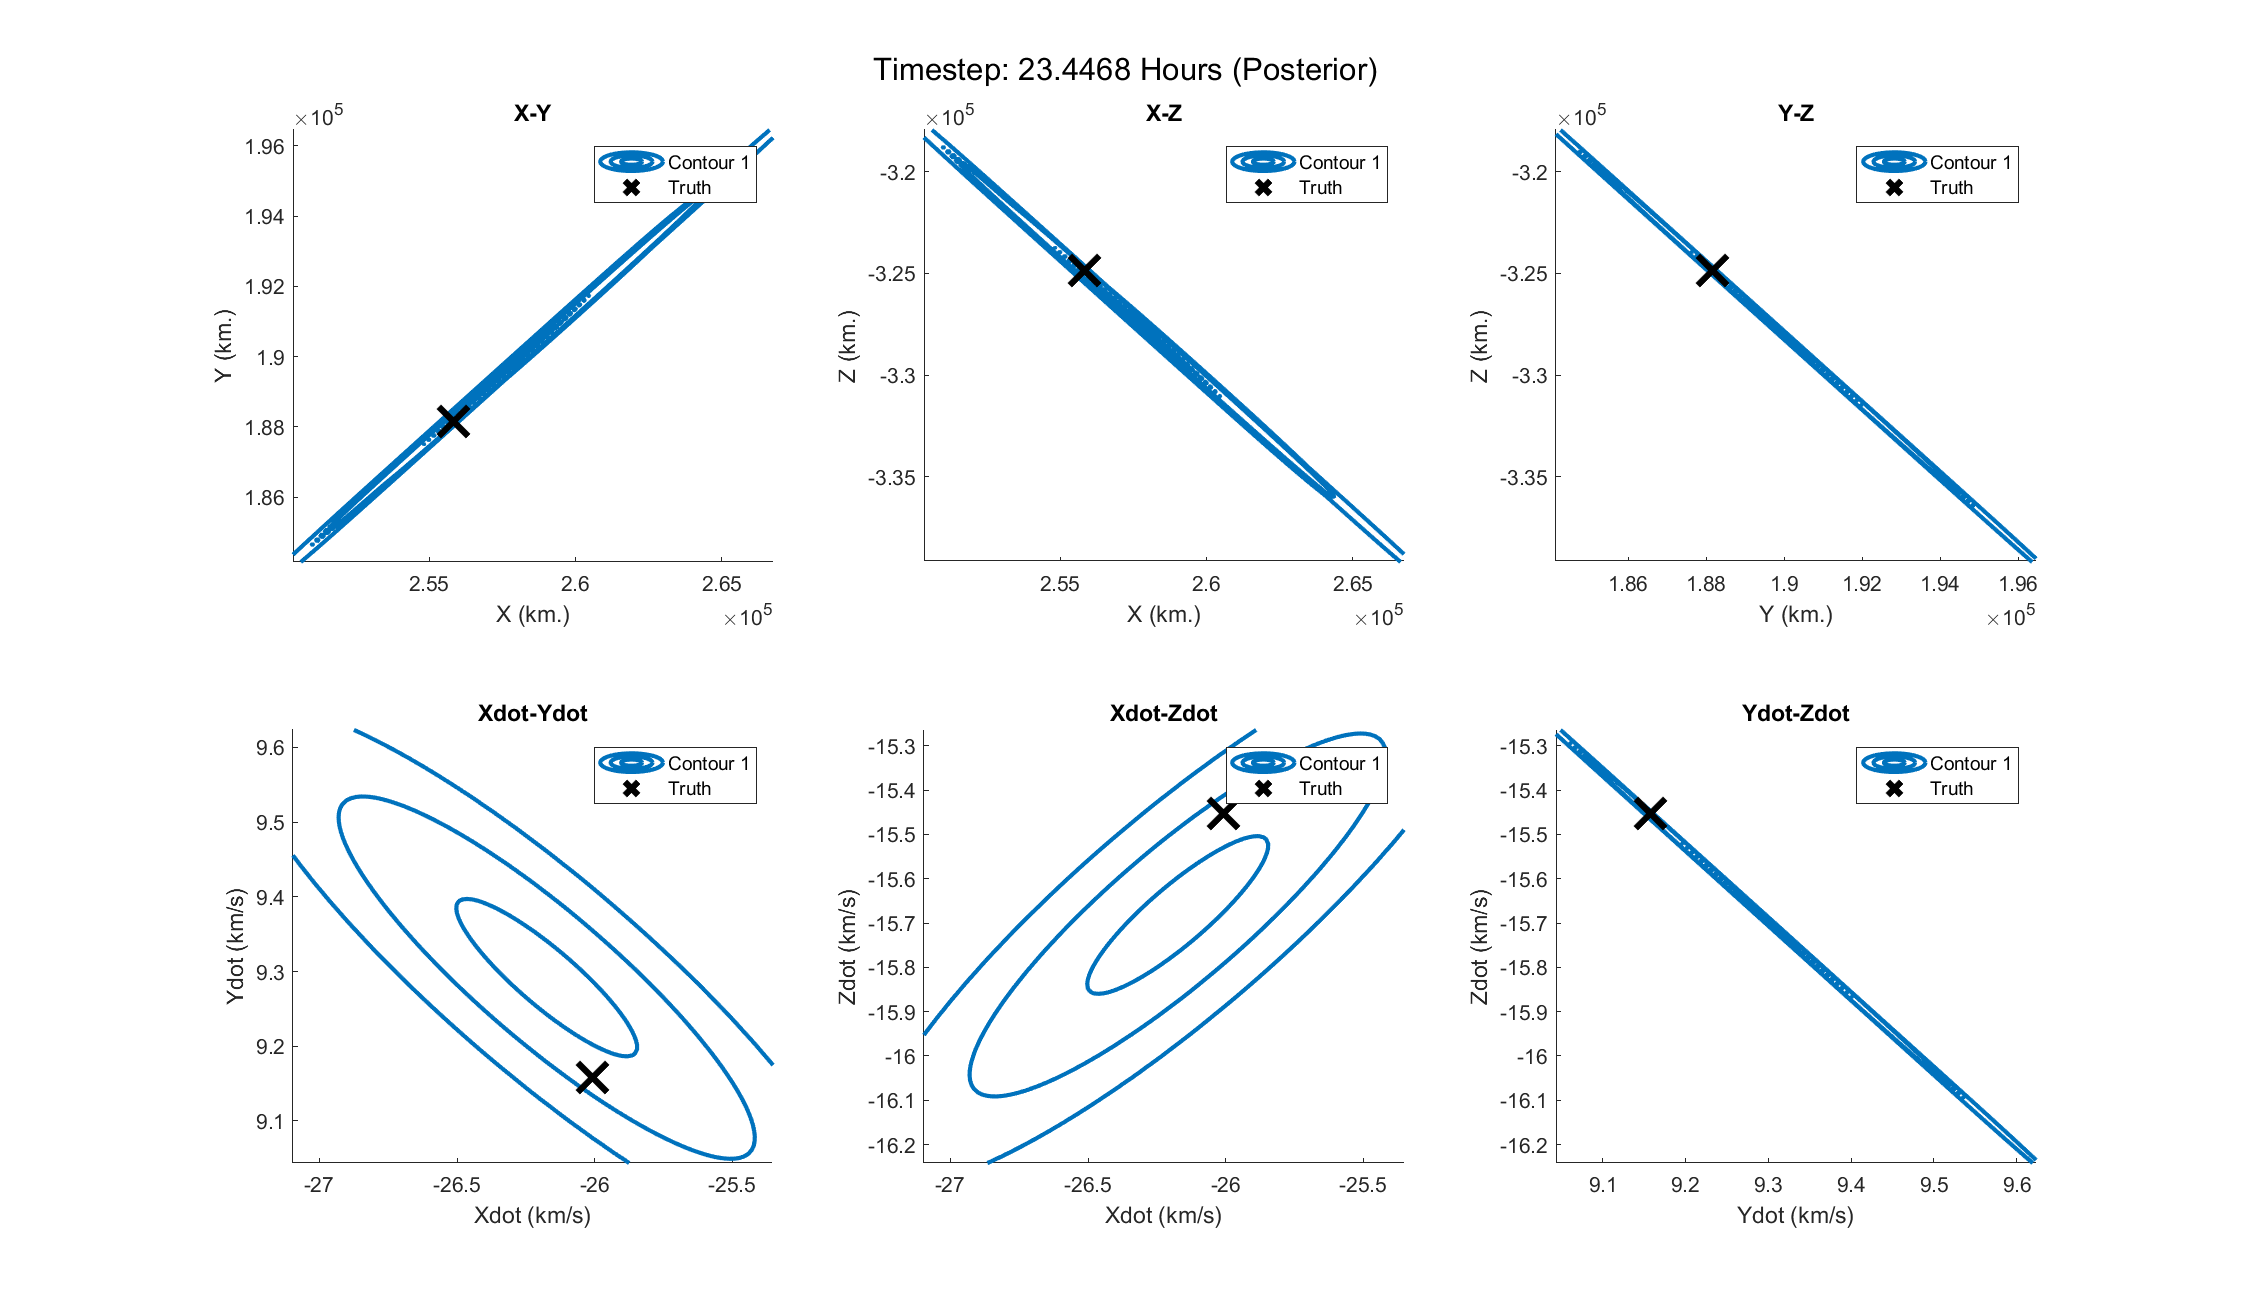 Timestep: 23.4468 Hours (Posterior)
X-Y
×10^5
1.96
1.94
1.92
1.9
1.88
1.86
Y (km.)
2.55 2.6 2.65
X (km.)
×10^5
Contour 1
Truth
X-Z
×10^5
-3.2
-3.25
-3.3
-3.35
Z (km.)
2.55 2.6 2.65
X (km.)
×10^5
Contour 1
Truth
Y-Z
×10^5
-3.2
-3.25
-3.3
-3.35
Z (km.)
1.86 1.88 1.9 1.92 1.94 1.96
Y (km.)
×10^5
Contour 1
Truth
Xdot-Ydot
9.6
9.5
9.4
9.3
9.2
9.1
Ydot (km/s)
-27 -26.5 -26 -25.5
Xdot (km/s)
Contour 1
Truth
Xdot-Zdot
-15.3
-15.4
-15.5
-15.6
-15.7
-15.8
-15.9
-16
-16.1
-16.2
Zdot (km/s)
-27 -26.5 -26 -25.5
Xdot (km/s)
Contour 1
Truth
Ydot-Zdot
-15.3
-15.4
-15.5
-15.6
-15.7
-15.8
-15.9
-16
-16.1
-16.2
Zdot (km/s)
9.1 9.2 9.3 9.4 9.5 9.6
Ydot (km/s)
Contour 1
Truth